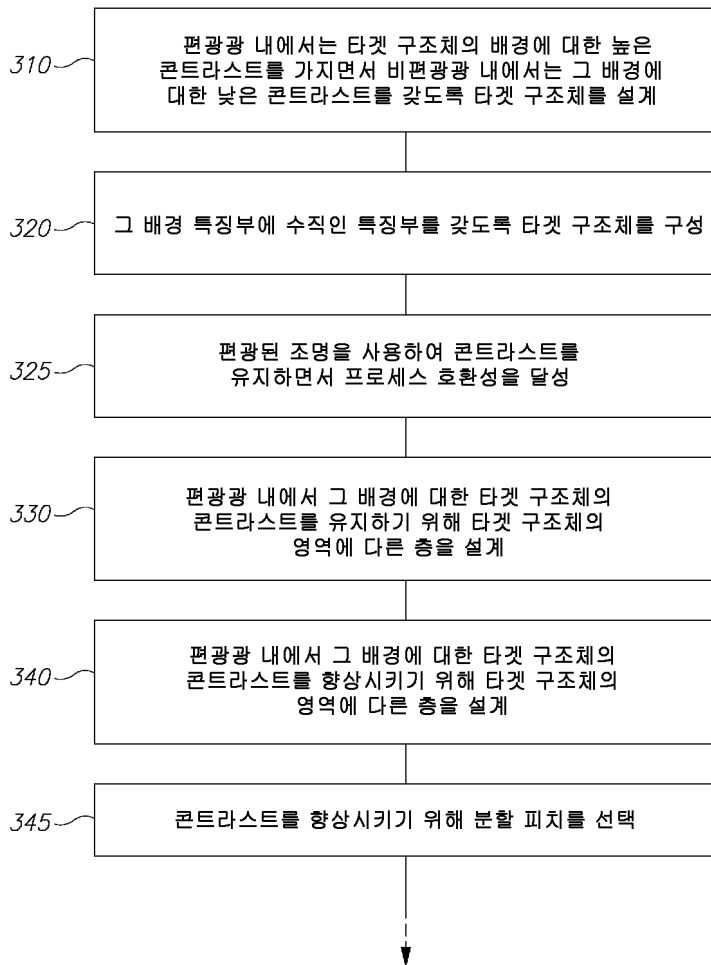 310
편광광 내에서는 타겟 구조체의 배경에 대한 높은
콘트라스트를 가지면서 비편광광 내에서는 그 배경에
대한 낮은 콘트라스트를 갖도록 타겟 구조체를 설계
320
그 배경 특징부에 수직인 특징부를 갖도록 타겟 구조체를 구성
325
편광된 조명을 사용하여 콘트라스트를
유지하면서 프로세스 호환성을 달성
330
편광광 내에서 그 배경에 대한 타겟 구조체의
콘트라스트를 유지하기 위해 타겟 구조체의
영역에 다른 층을 설계
340
편광광 내에서 그 배경에 대한 타겟 구조체의
콘트라스트를 향상시키기 위해 타겟 구조체의
영역에 다른 층을 설계
345
콘트라스트를 향상시키기 위해 분할 피치를 선택